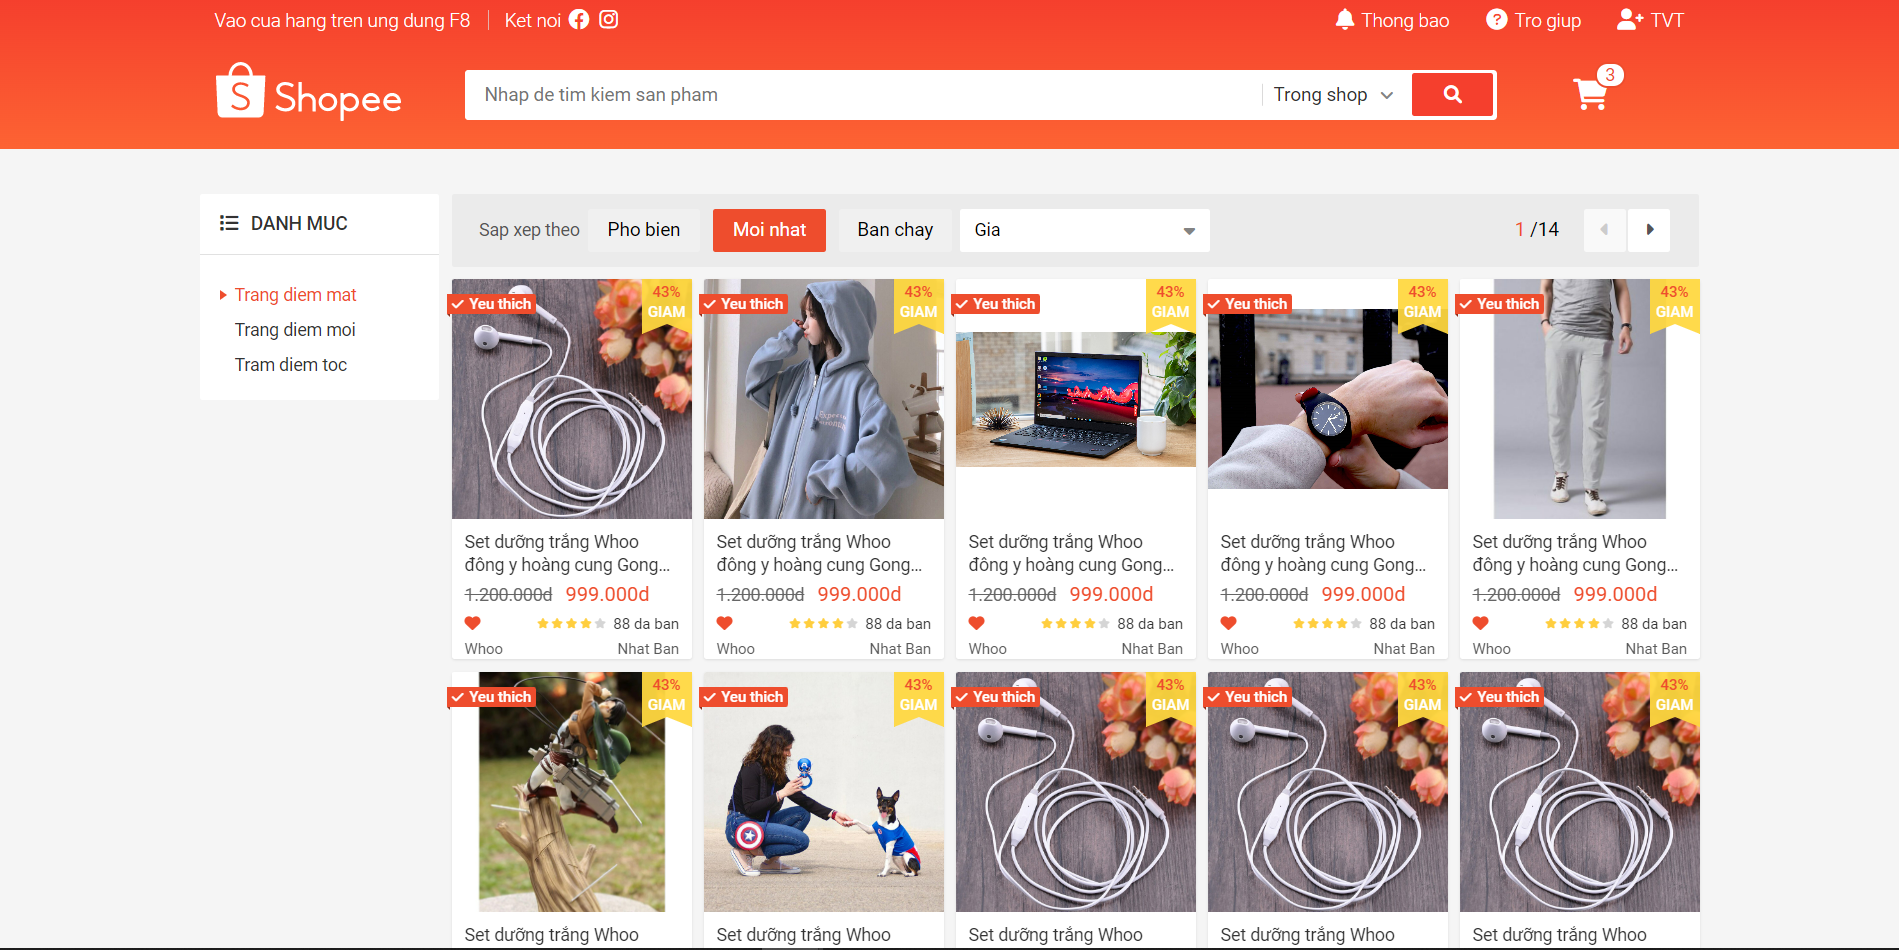 Vao cua hang tren ung dung F8
Ket noi
Thong bao
Tro giup
TVT
S Shopee
Nhap de tim kiem san pham
Trong shop
3
DANH MUC
Trang diem mat
Trang diem moi
Tram diem toc
Sap xep theo
Pho bien
Moi nhat
Ban chay
Gia
1 /14
Yeu thich
43%
GIAM
Yeu thich
43%
GIAM
Yeu thich
43%
GIAM
Yeu thich
43%
GIAM
Yeu thich
43%
GIAM
Set dưỡng trắng Whoo
đông y hoàng cung Gong...
1.200.000đ 999.000đ
88 da ban
Whoo Nhat Ban
Set dưỡng trắng Whoo
đông y hoàng cung Gong...
1.200.000đ 999.000đ
88 da ban
Whoo Nhat Ban
Set dưỡng trắng Whoo
đông y hoàng cung Gong...
1.200.000đ 999.000đ
88 da ban
Whoo Nhat Ban
Set dưỡng trắng Whoo
đông y hoàng cung Gong...
1.200.000đ 999.000đ
88 da ban
Whoo Nhat Ban
Set dưỡng trắng Whoo
đông y hoàng cung Gong...
1.200.000đ 999.000đ
88 da ban
Whoo Nhat Ban
Yeu thich
43%
GIAM
Yeu thich
43%
GIAM
Yeu thich
43%
GIAM
Yeu thich
43%
GIAM
Yeu thich
43%
GIAM
Set dưỡng trắng Whoo
Set dưỡng trắng Whoo
Set dưỡng trắng Whoo
Set dưỡng trắng Whoo
Set dưỡng trắng Whoo